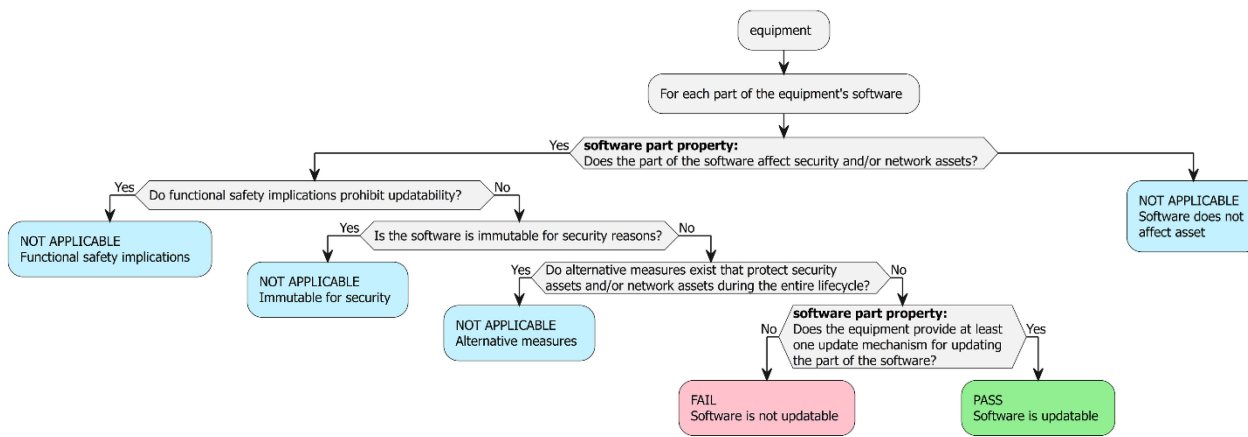 equipment
For each part of the equipment's software
Yes
software part property:
Does the part of the software affect security and/or network assets?
No
Yes
Do functional safety implications prohibit updatability?
No
NOT APPLICABLE
Software does not
affect asset
NOT APPLICABLE
Functional safety implications
Yes
Is the software is immutable for security reasons?
No
NOT APPLICABLE
Immutable for security
Yes
Do alternative measures exist that protect security
assets and/or network assets during the entire lifecycle?
No
NOT APPLICABLE
Alternative measures
No
software part property:
Does the equipment provide at least
one update mechanism for updating
the part of the software?
Yes
FAIL
Software is not updatable
PASS
Software is updatable